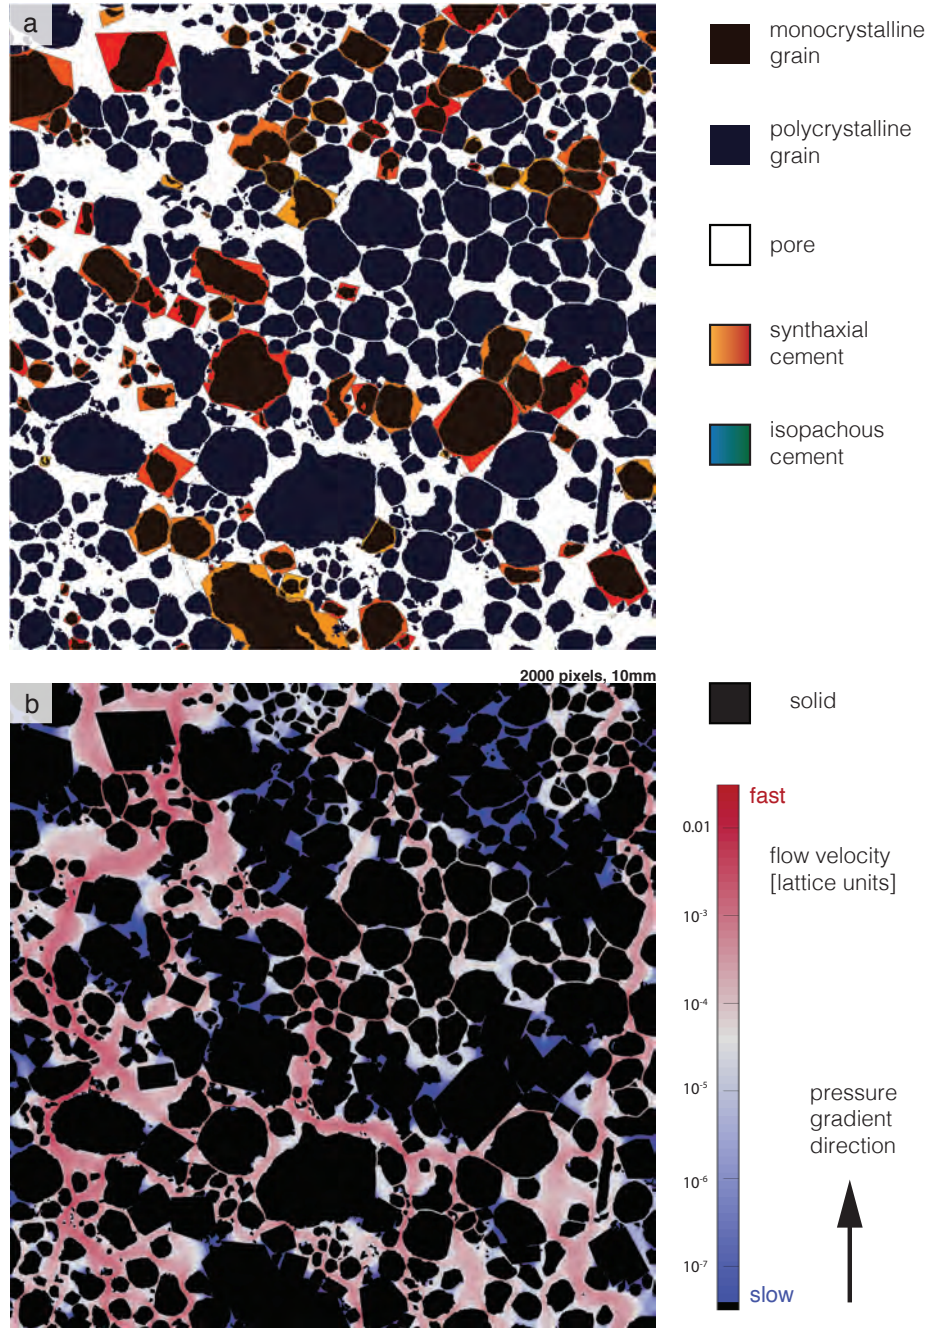 a
monocrystalline
grain
polycrystalline
grain
pore
synthaxial
cement
isopachous
cement
2000 pixels, 10mm
b
solid
fast
0.01
flow velocity
[lattice units]
10⁻³
10⁻⁴
10⁻⁵
pressure
gradient
direction
10⁻⁶
10⁻⁷
slow